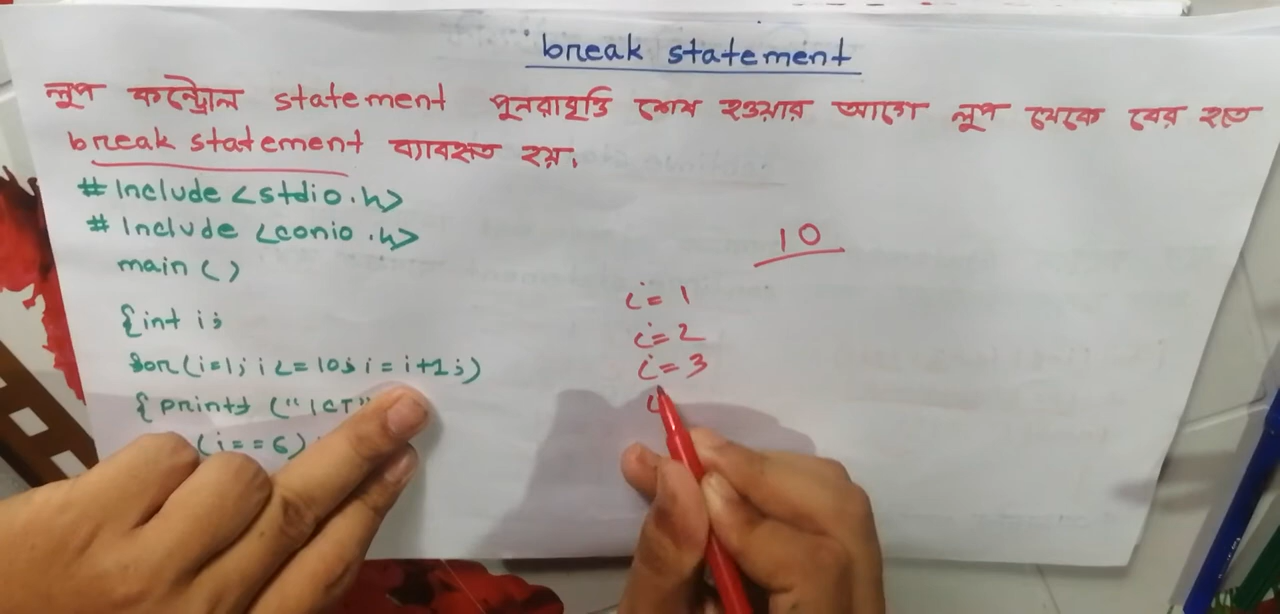 break statement
লুপ কন্ট্রোল statement পুনরাবৃত্তি শেষ হওয়ার আগে লুপ থেকে বের হতে
break statement ব্যাবহৃত হয়।
# Include <stdio.h>
# Include <conio.h>
main ()
{int i;
for(i=1; i<=10; i=i+1;)
{printf ("ICT"
(i==6)
10
i=1
i=2
i=3